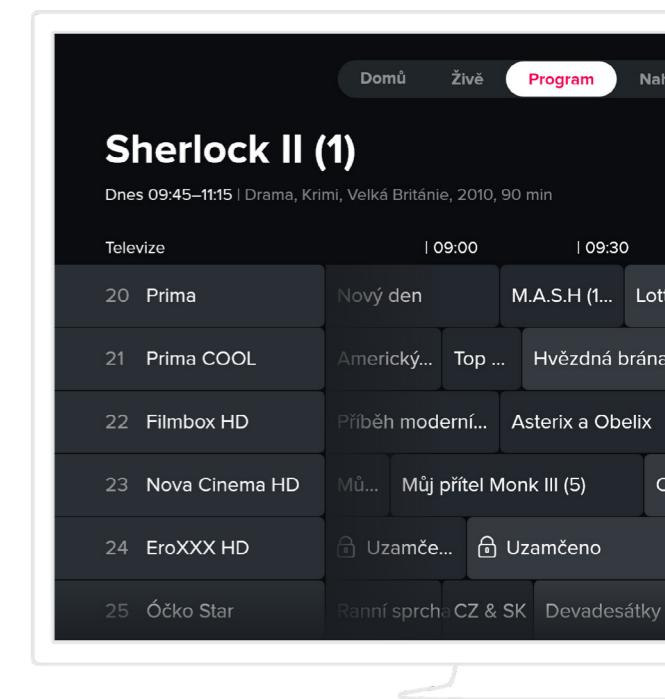 Domů Živě Program Nah
Sherlock II (1)
Dnes 09:45–11:15 | Drama, Krimi, Velká Británie, 2010, 90 min
Televize | 09:00 | 09:30
20 Prima Nový den M.A.S.H (1... Lott
21 Prima COOL Americký... Top ... Hvězdná brána
22 Filmbox HD Příběh moderní... Asterix a Obelix
23 Nova Cinema HD Mů... Můj přítel Monk III (5)
24 EroXXX HD Uzamče... Uzamčeno
25 Óčko Star Ranní sprcha CZ & SK Devadesátky